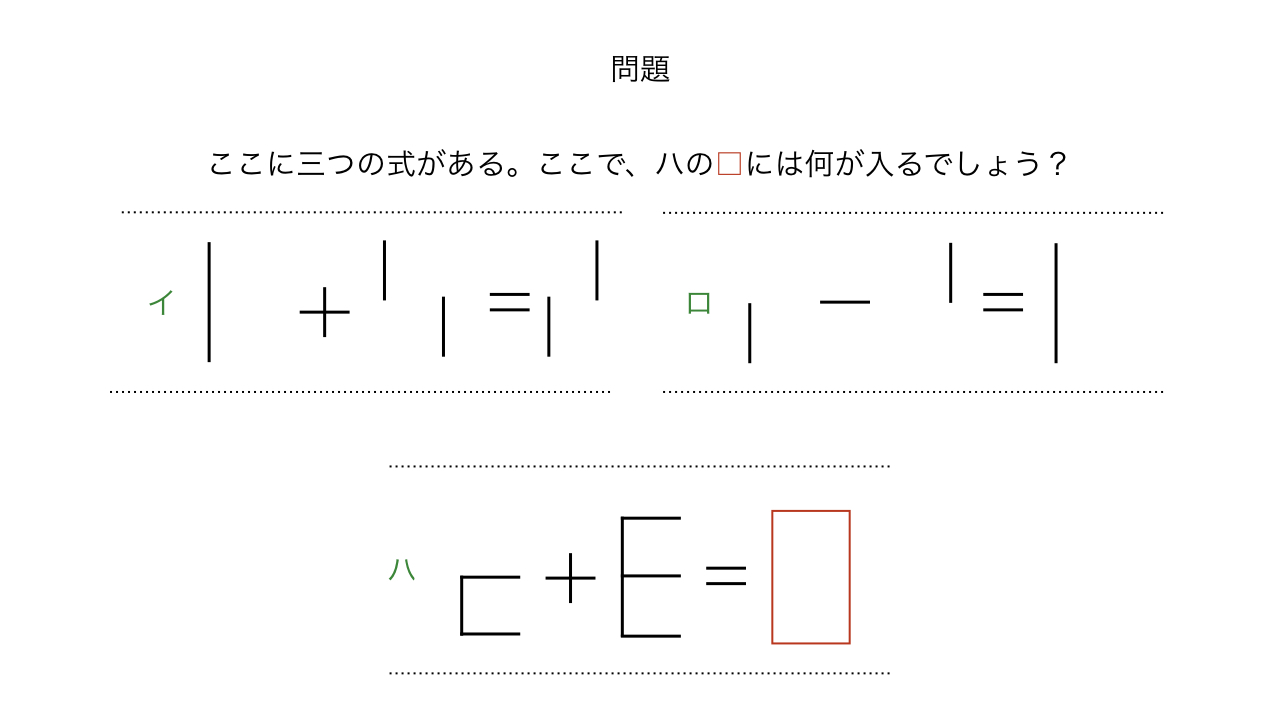 問題
ここに三つの式がある。ここで、ハの□には何が入るでしょう？
イ + =
ロ − =
ハ + E =